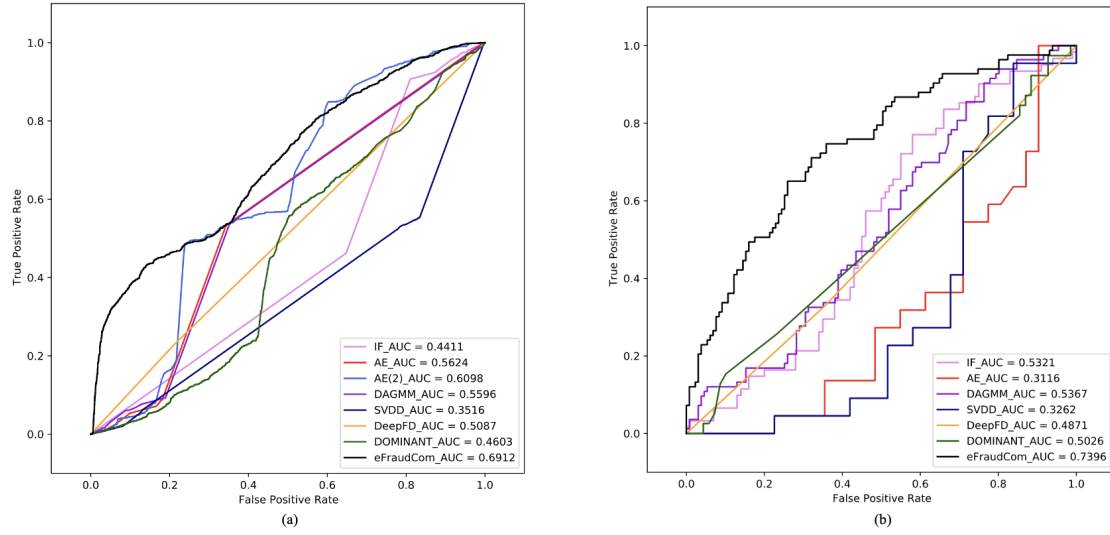 1.0
0.8
0.6
0.4
0.2
0.0
True Positive Rate
IF_AUC = 0.4411
AE_AUC = 0.5624
AE(2)_AUC = 0.6098
DAGMM_AUC = 0.5596
SVDD_AUC = 0.3516
DeepFD_AUC = 0.5087
DOMINANT_AUC = 0.4603
eFraudCom_AUC = 0.6912
0.0 0.2 0.4 0.6 0.8 1.0
False Positive Rate
(a)
1.0
0.8
0.6
0.4
0.2
0.0
True Positive Rate
IF_AUC = 0.5321
AE_AUC = 0.3116
DAGMM_AUC = 0.5367
SVDD_AUC = 0.3262
DeepFD_AUC = 0.4871
DOMINANT_AUC = 0.5026
eFraudCom_AUC = 0.7396
0.0 0.2 0.4 0.6 0.8 1.0
False Positive Rate
(b)